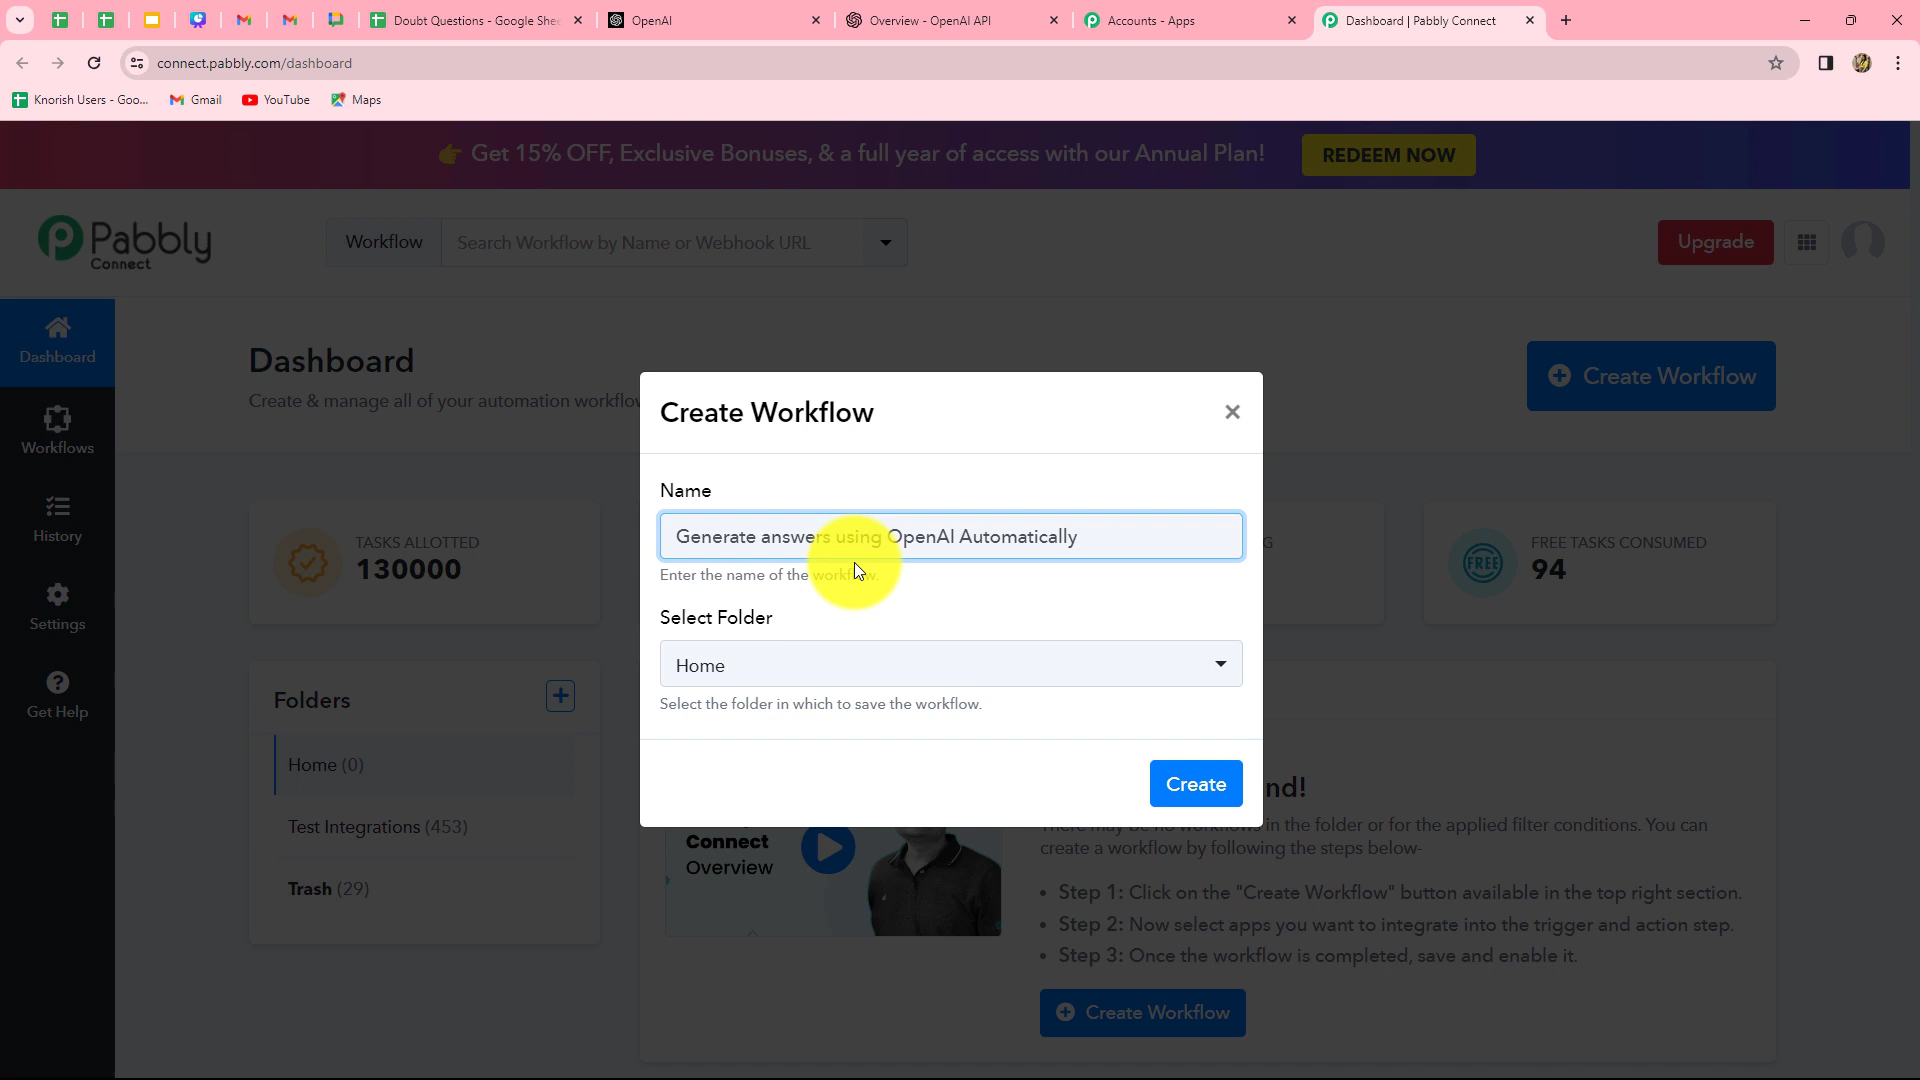 Doubt Questions - Google Shee
OpenAI
Overview - OpenAI API
Accounts - Apps
Dashboard | Pabbly Connect
connect.pabbly.com/dashboard
Knorish Users - Goo...
Gmail
YouTube
Maps
👉 Get 15% OFF, Exclusive Bonuses, & a full year of access with our Annual Plan!
REDEEM NOW
Pabbly
Connect
Workflow
Search Workflow by Name or Webhook URL
Upgrade
Dashboard
Workflows
History
Settings
Get Help
Dashboard
Create & manage all of your automation workflow
Create Workflow
TASKS ALLOTTED
130000
G
FREE
FREE TASKS CONSUMED
94
Folders
Home (0)
Test Integrations (453)
Trash (29)
Create Workflow
Name
Generate answers using OpenAI Automatically
Enter the name of the workflow.
Select Folder
Home
Select the folder in which to save the workflow.
Create
Connect
Overview
nd!
There may be no workflows in the folder or for the applied filter conditions. You can
create a workflow by following the steps below-
• Step 1: Click on the "Create Workflow" button available in the top right section.
• Step 2: Now select apps you want to integrate into the trigger and action step.
• Step 3: Once the workflow is completed, save and enable it.
Create Workflow